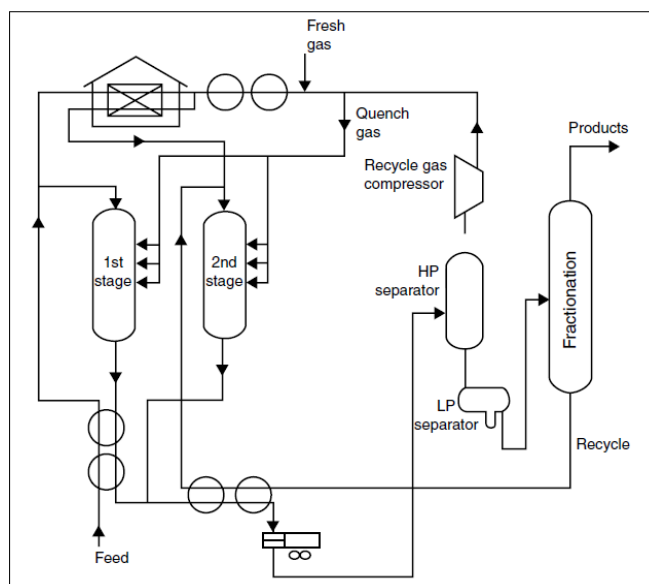 Fresh
gas
Quench
gas
Products
Recycle gas
compressor
1st
stage
2nd
stage
HP
separator
Fractionation
LP
separator
Recycle
Feed